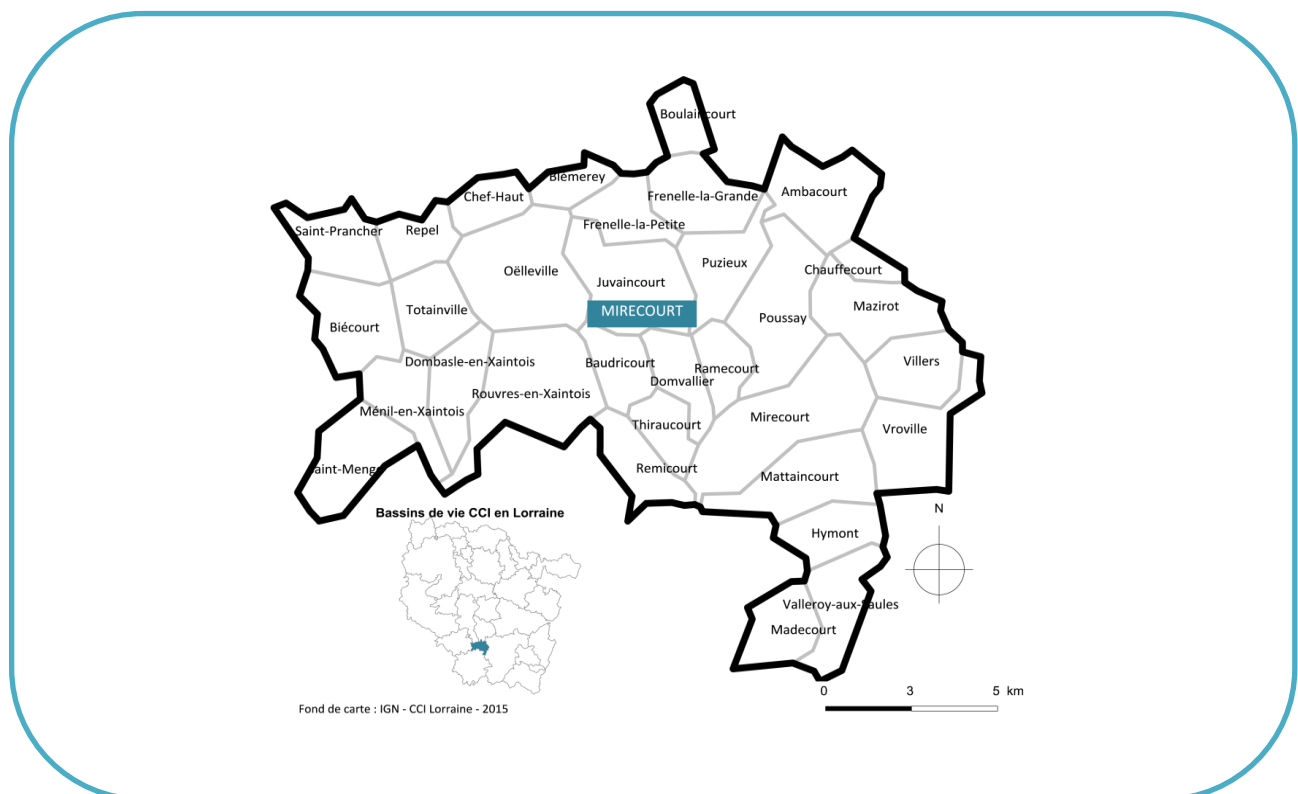 Boulaincourt
Blémerey
Ambacourt
Chef-Haut
Frenelle-la-Grande
Frenelle-la-Petite
Saint-Prancher
Repel
Puzieux
Oëlleville
Chauffecourt
Juvaincourt
Mazirot
MIRECOURT
Totainville
Poussay
Biécourt
Dombasle-en-Xaintois
Baudricourt
Villers
Ramecourt
Domvallier
Rouvres-en-Xaintois
Ménil-en-Xaintois
Mirecourt
Thiraucourt
Vroville
Saint-Menge
Remicourt
Mattaincourt
N
Bassins de vie CCI en Lorraine
Hymont
Valleroy-aux-Saules
Madecourt
0 3 5 km
Fond de carte : IGN - CCI Lorraine - 2015